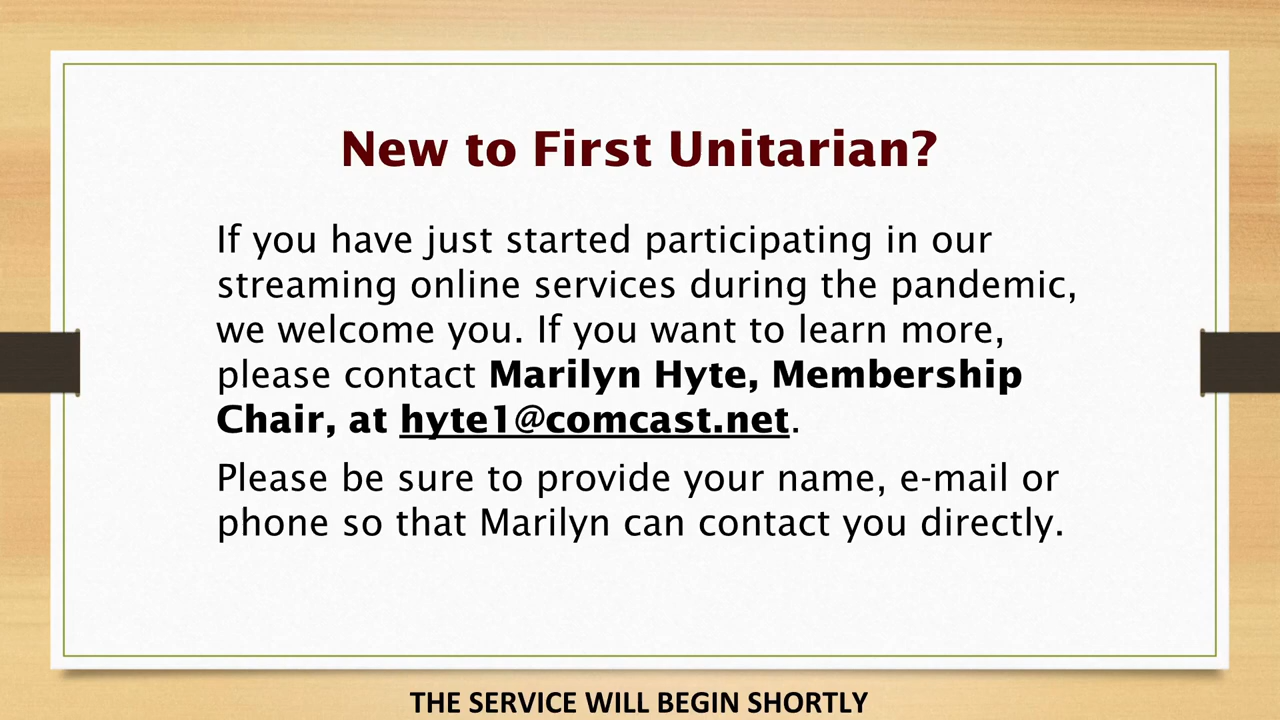 New to First Unitarian?
If you have just started participating in our
streaming online services during the pandemic,
we welcome you. If you want to learn more,
please contact Marilyn Hyte, Membership
Chair, at hyte1@comcast.net.
Please be sure to provide your name, e-mail or
phone so that Marilyn can contact you directly.
THE SERVICE WILL BEGIN SHORTLY